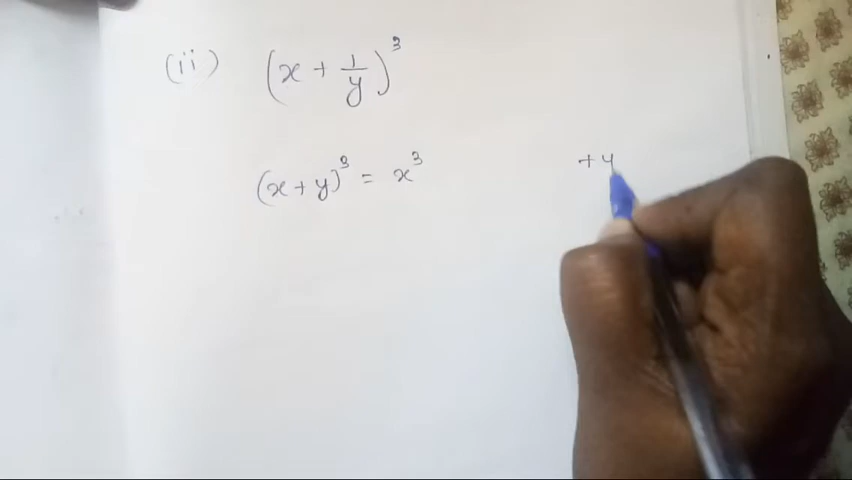 (ii) (x + 1/y)³
(x + y)³ = x³ + y